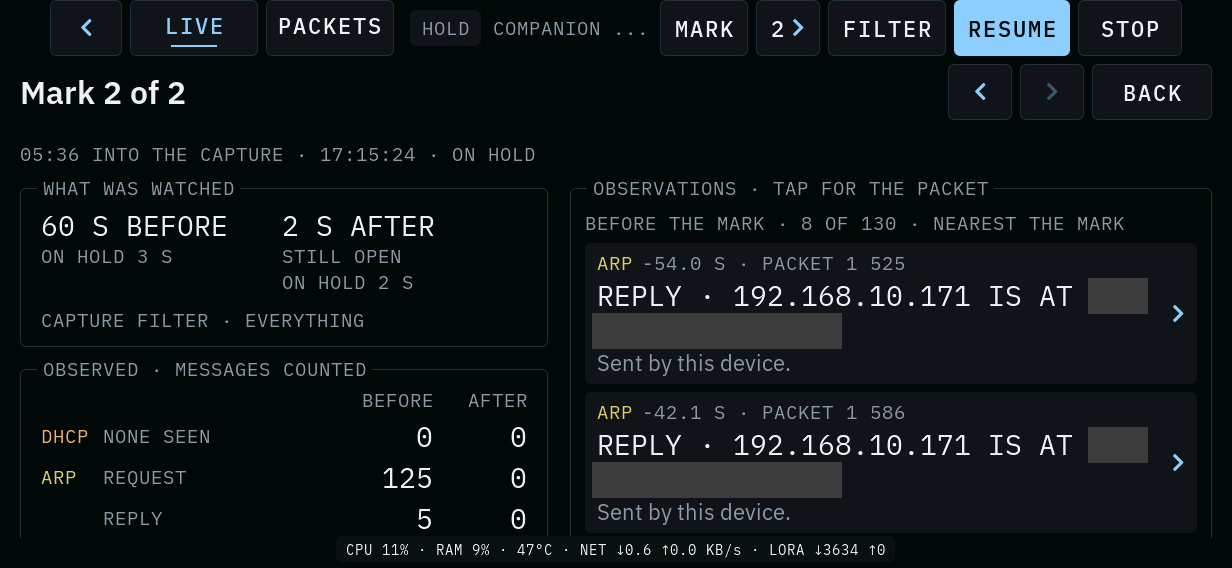 LIVE PACKETS HOLD COMPANION ... MARK 2 FILTER RESUME STOP
Mark 2 of 2
BACK
05:36 INTO THE CAPTURE · 17:15:24 · ON HOLD
WHAT WAS WATCHED
60 S BEFORE 2 S AFTER
ON HOLD 3 S STILL OPEN
ON HOLD 2 S
CAPTURE FILTER · EVERYTHING
OBSERVED · MESSAGES COUNTED
BEFORE AFTER
DHCP NONE SEEN 0 0
ARP REQUEST 125 0
REPLY 5 0
OBSERVATIONS · TAP FOR THE PACKET
BEFORE THE MARK · 8 OF 130 · NEAREST THE MARK
ARP -54.0 S · PACKET 1 525
REPLY · 192.168.10.171 IS AT
Sent by this device.
ARP -42.1 S · PACKET 1 586
REPLY · 192.168.10.171 IS AT
Sent by this device.
CPU 11% · RAM 9% · 47°C · NET ↓0.6 ↑0.0 KB/s · LORA ↓3634 ↑0